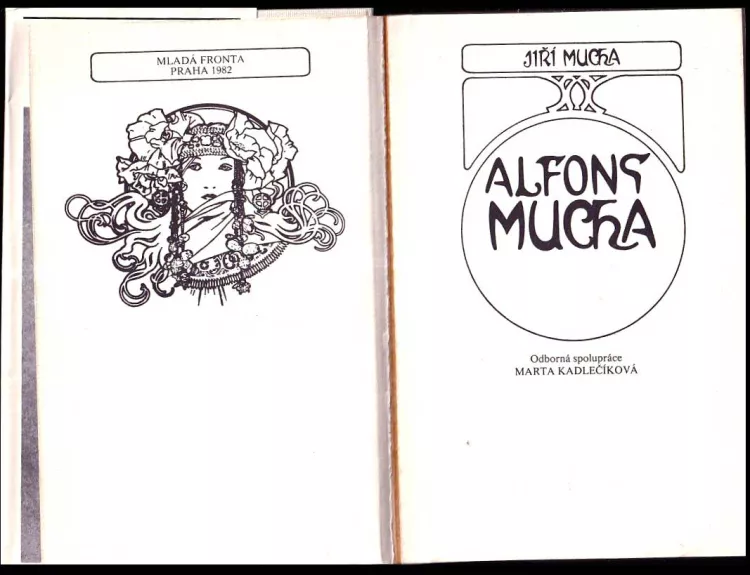 MLADÁ FRONTA
PRAHA 1982
JIŘÍ MUCHA
ALFONS
MUCHA
Odborná spolupráce
MARTA KADLEČÍKOVÁ